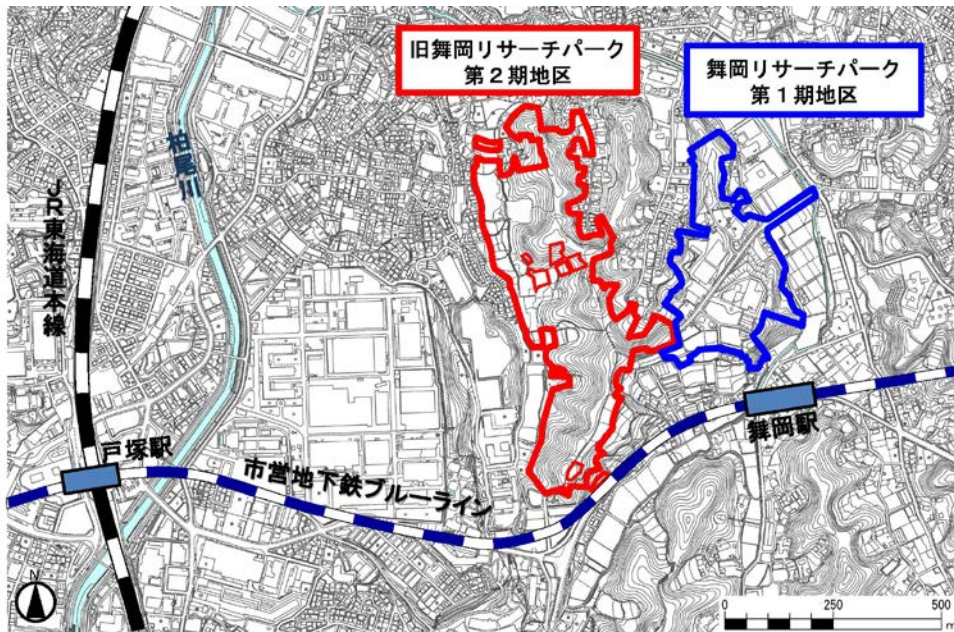 旧舞岡リサーチパーク
第２期地区
舞岡リサーチパーク
第１期地区
柏尾川
ＪＲ東海道本線
戸塚駅
市営地下鉄ブルーライン
舞岡駅
N
0 250 500
m